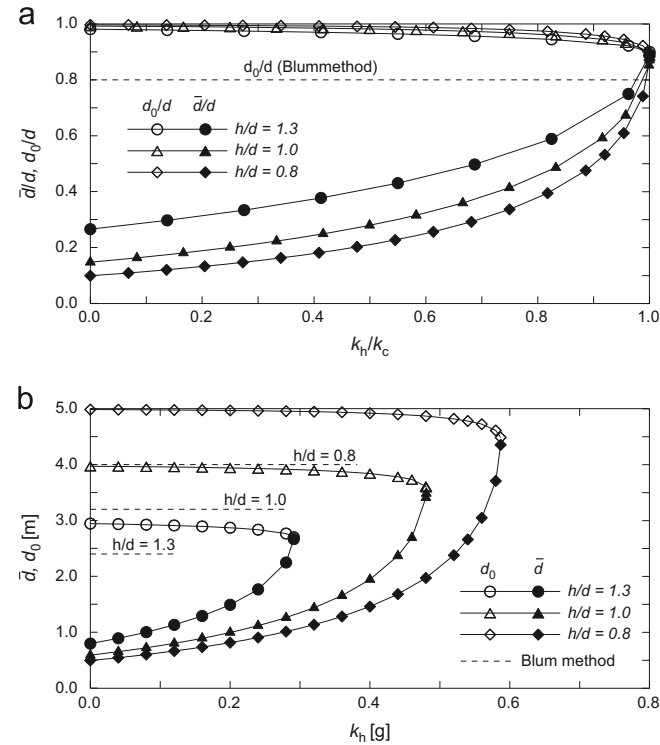 a
1.0
0.8
0.6
0.4
0.2
0.0
d̄/d, d₀/d
d₀/d (Blummethod)
d₀/d d̄/d
h/d = 1.3
h/d = 1.0
h/d = 0.8
0.0 0.2 0.4 0.6 0.8 1.0
kₕ/k_c
b
5.0
4.0
3.0
2.0
1.0
0.0
d̄, d₀ [m]
h/d = 0.8
h/d = 1.0
h/d = 1.3
d₀ d̄
h/d = 1.3
h/d = 1.0
h/d = 0.8
Blum method
0.0 0.2 0.4 0.6 0.8
kₕ [g]